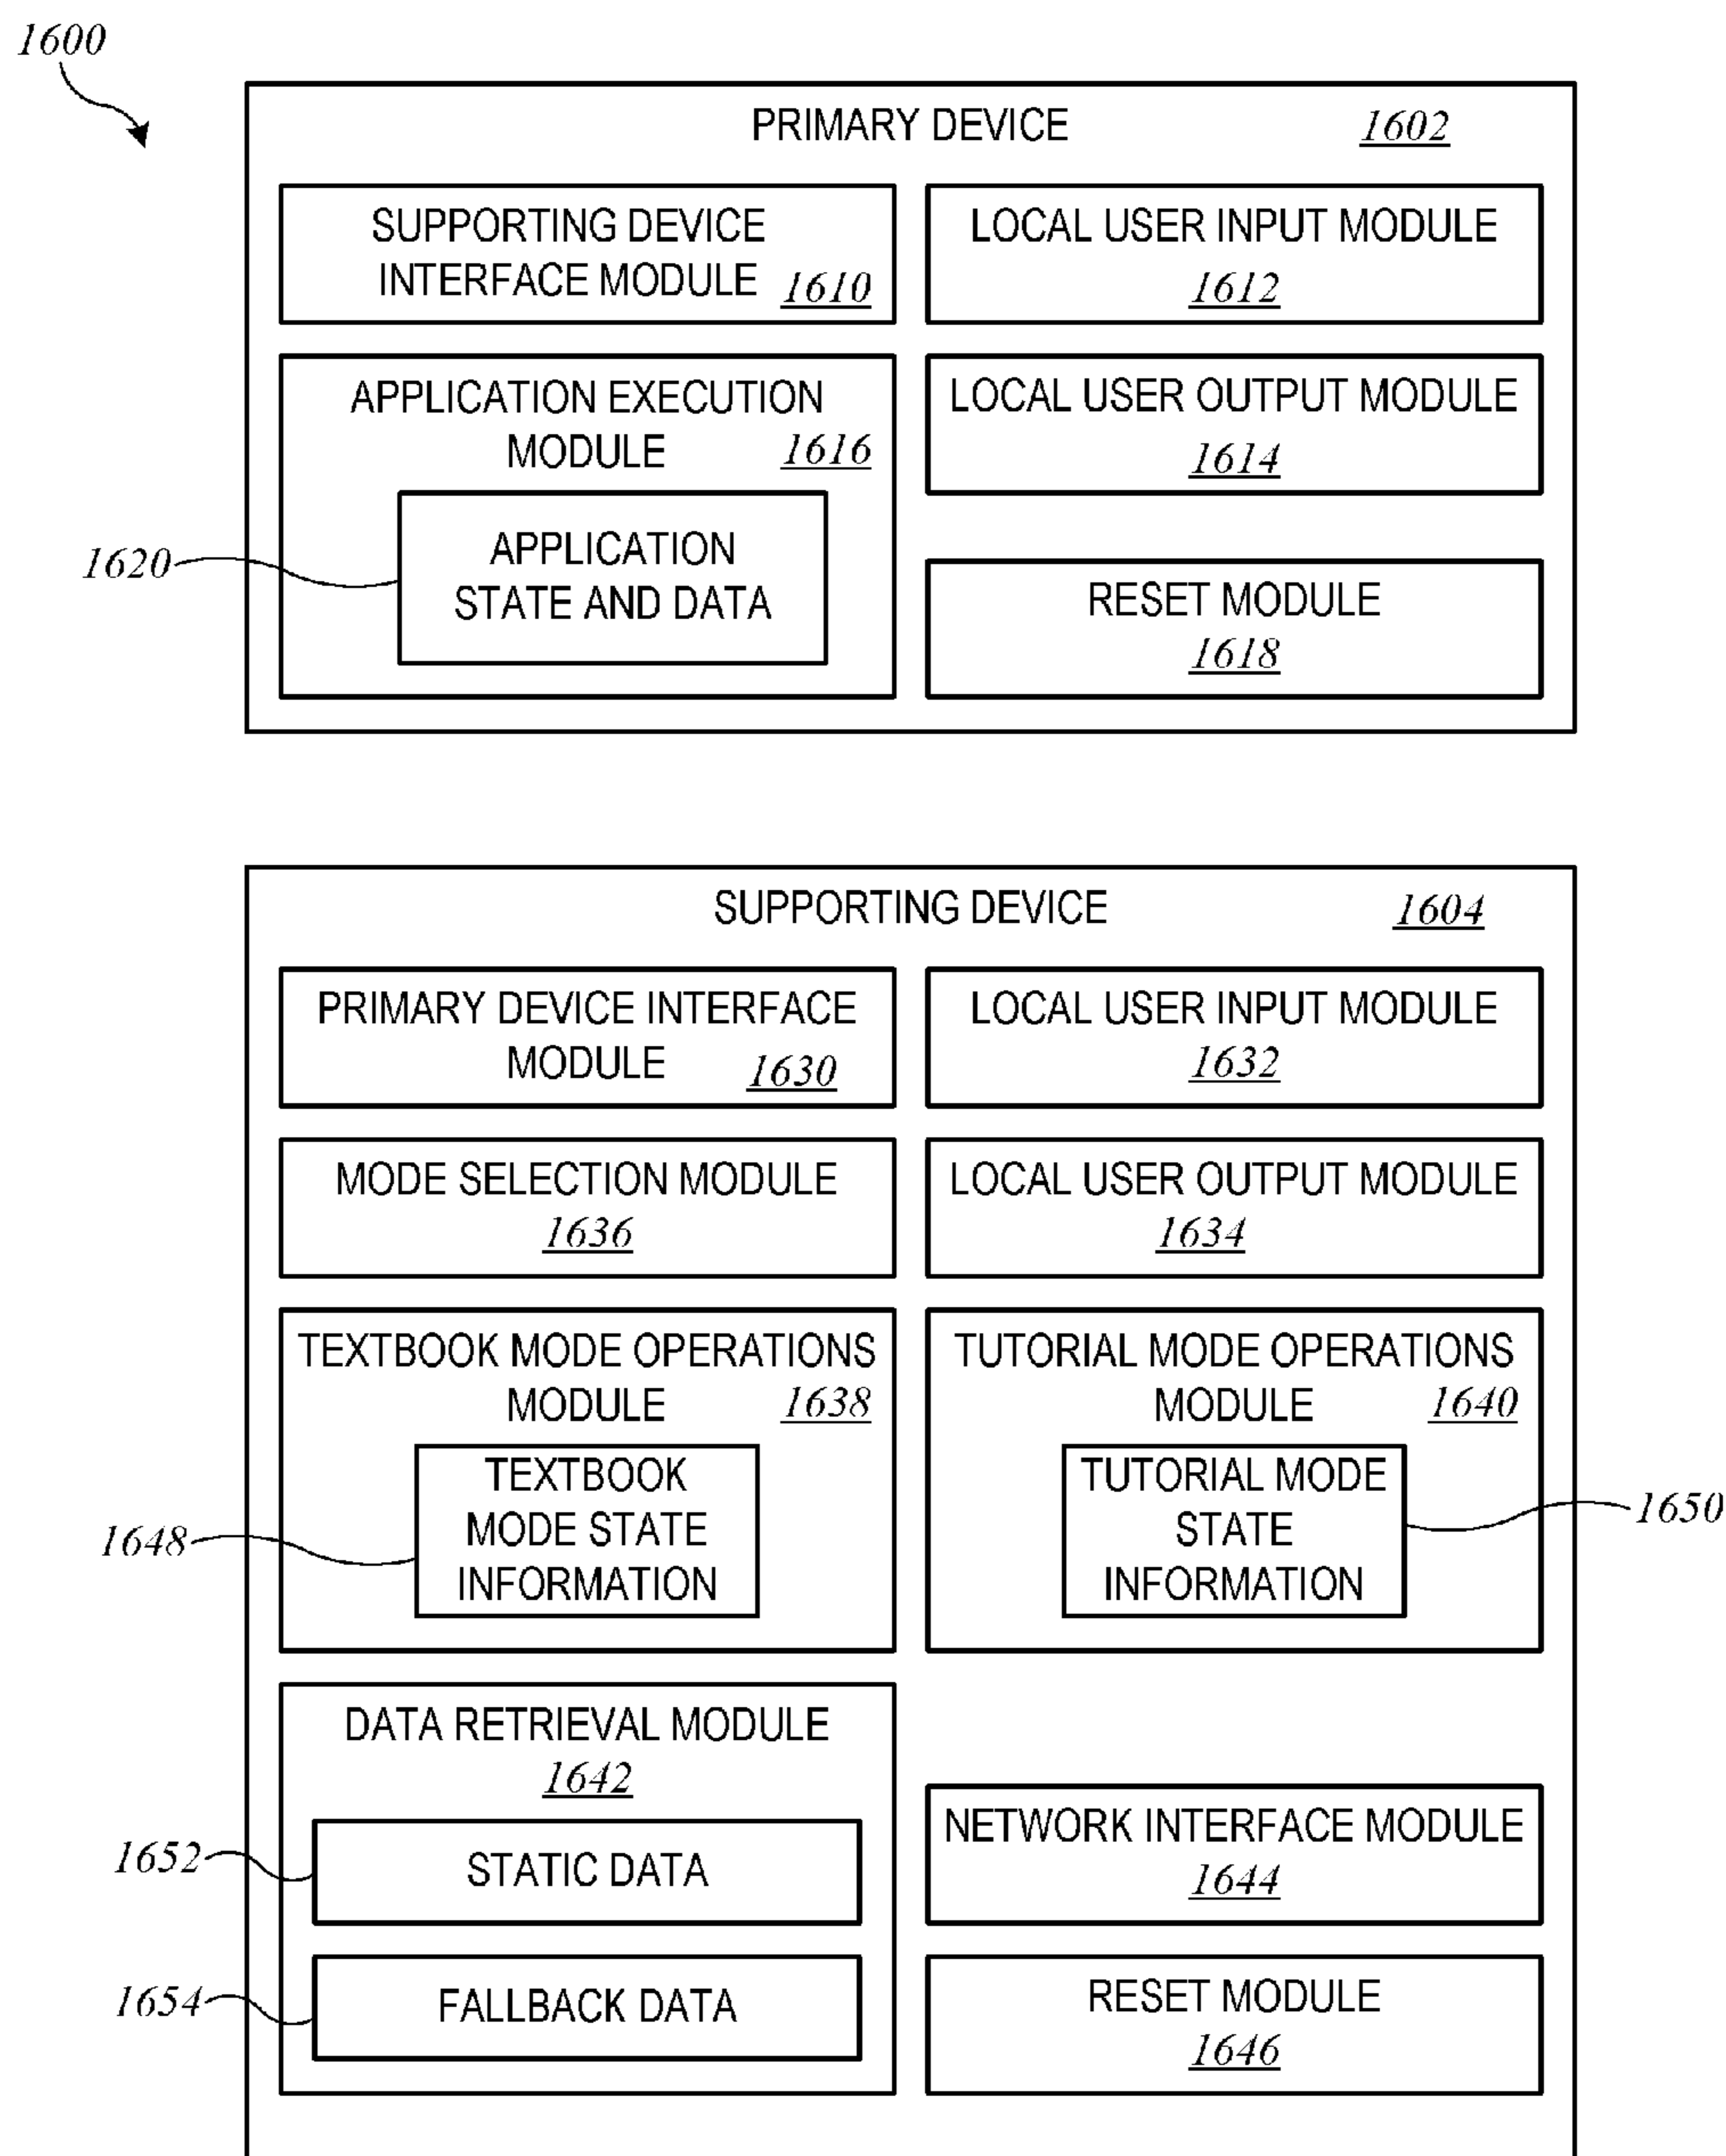 1600
PRIMARY DEVICE 1602
SUPPORTING DEVICE
INTERFACE MODULE 1610
LOCAL USER INPUT MODULE
1612
APPLICATION EXECUTION
MODULE 1616
1620
APPLICATION
STATE AND DATA
LOCAL USER OUTPUT MODULE
1614
RESET MODULE
1618
SUPPORTING DEVICE 1604
PRIMARY DEVICE INTERFACE
MODULE 1630
LOCAL USER INPUT MODULE
1632
MODE SELECTION MODULE
1636
LOCAL USER OUTPUT MODULE
1634
TEXTBOOK MODE OPERATIONS
MODULE 1638
1648
TEXTBOOK
MODE STATE
INFORMATION
TUTORIAL MODE OPERATIONS
MODULE 1640
TUTORIAL MODE
STATE
INFORMATION
1650
DATA RETRIEVAL MODULE
1642
1652
STATIC DATA
1654
FALLBACK DATA
NETWORK INTERFACE MODULE
1644
RESET MODULE
1646